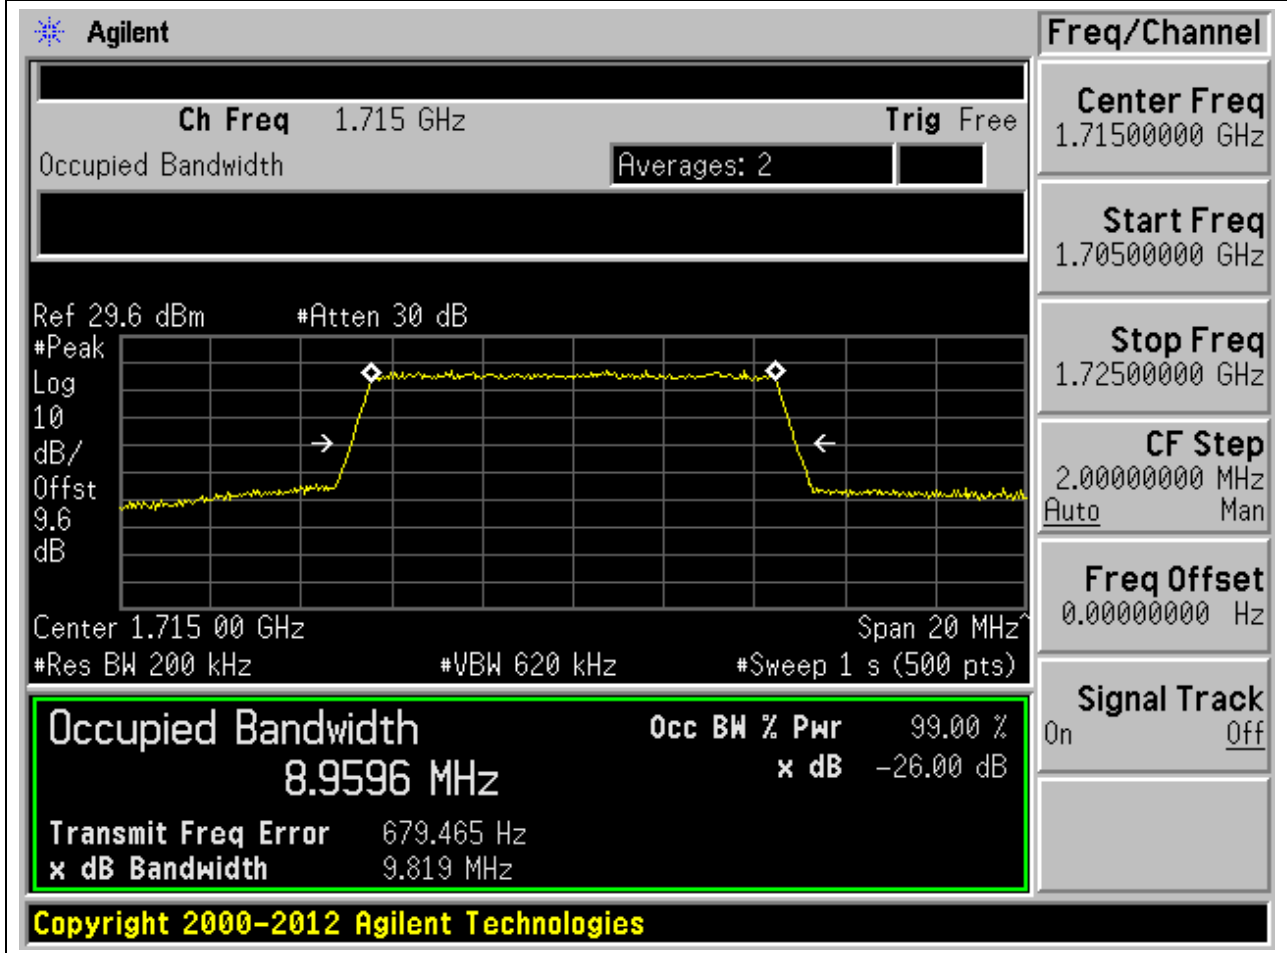 Agilent
Freq/Channel
Ch Freq 1.715 GHz Trig Free
Occupied Bandwidth Averages: 2
Center Freq
1.71500000 GHz
Start Freq
1.70500000 GHz
Stop Freq
1.72500000 GHz
CF Step
2.00000000 MHz
Auto Man
Freq Offset
0.00000000 Hz
Signal Track
On Off
Ref 29.6 dBm #Atten 30 dB
#Peak
Log
10
dB/
Offst
9.6
dB
Center 1.715 00 GHz Span 20 MHz^
#Res BW 200 kHz #VBW 620 kHz #Sweep 1 s (500 pts)
Occupied Bandwidth Occ BW % Pwr 99.00 %
8.9596 MHz x dB -26.00 dB
Transmit Freq Error 679.465 Hz
x dB Bandwidth 9.819 MHz
Copyright 2000-2012 Agilent Technologies